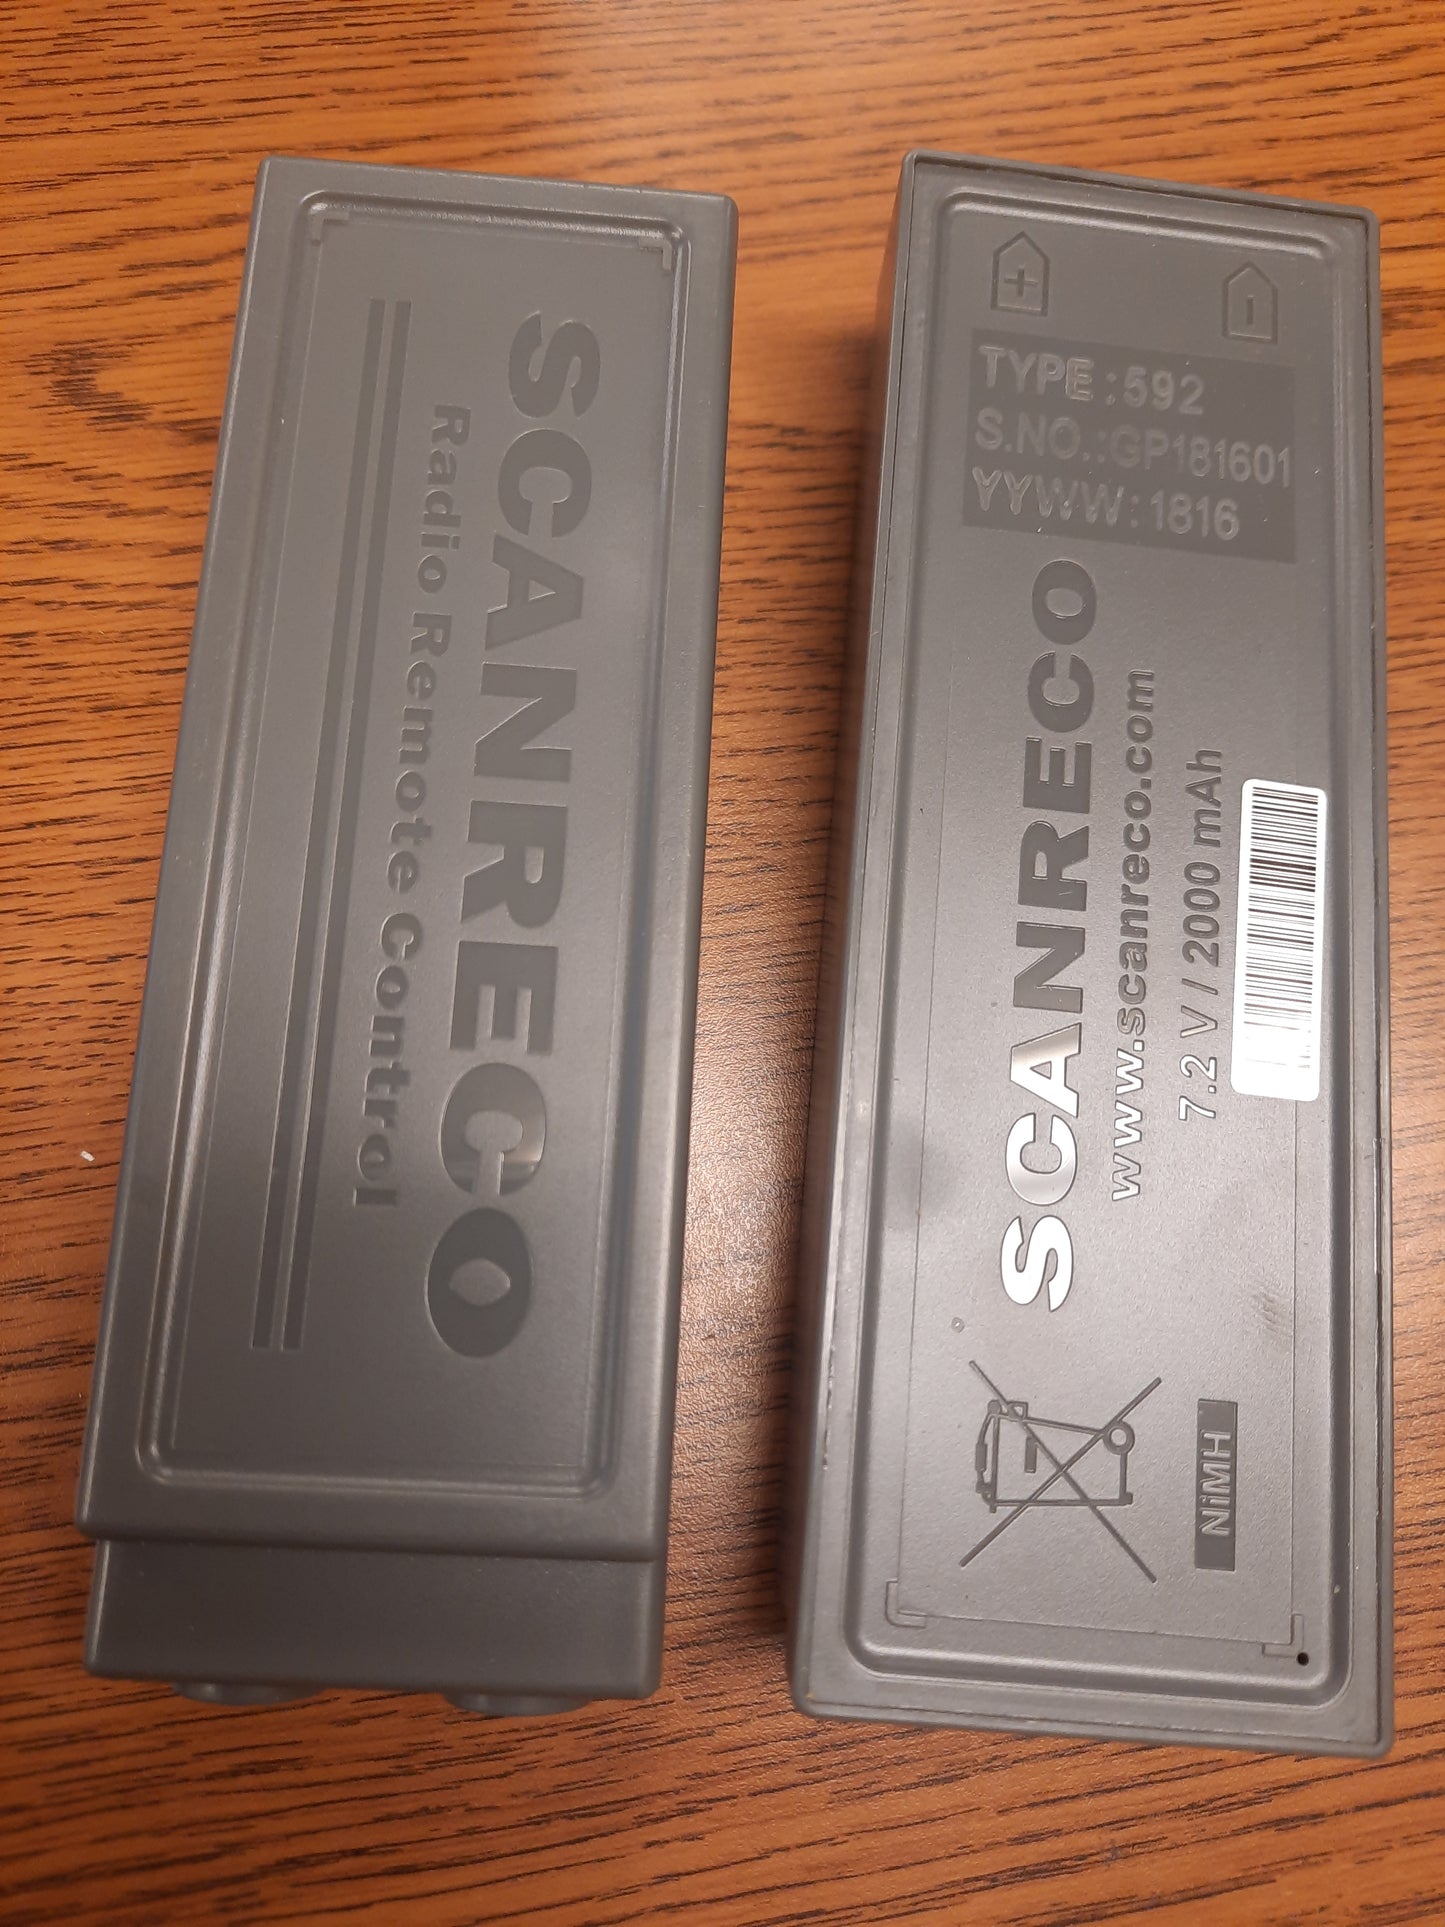 SCANRECO
Radio Remote Control
+
-
TYPE:592
S.NO.:GP181601
YYWW:1816
SCANRECO
www.scanreco.com
7.2 V / 2000 mAh
NiMH